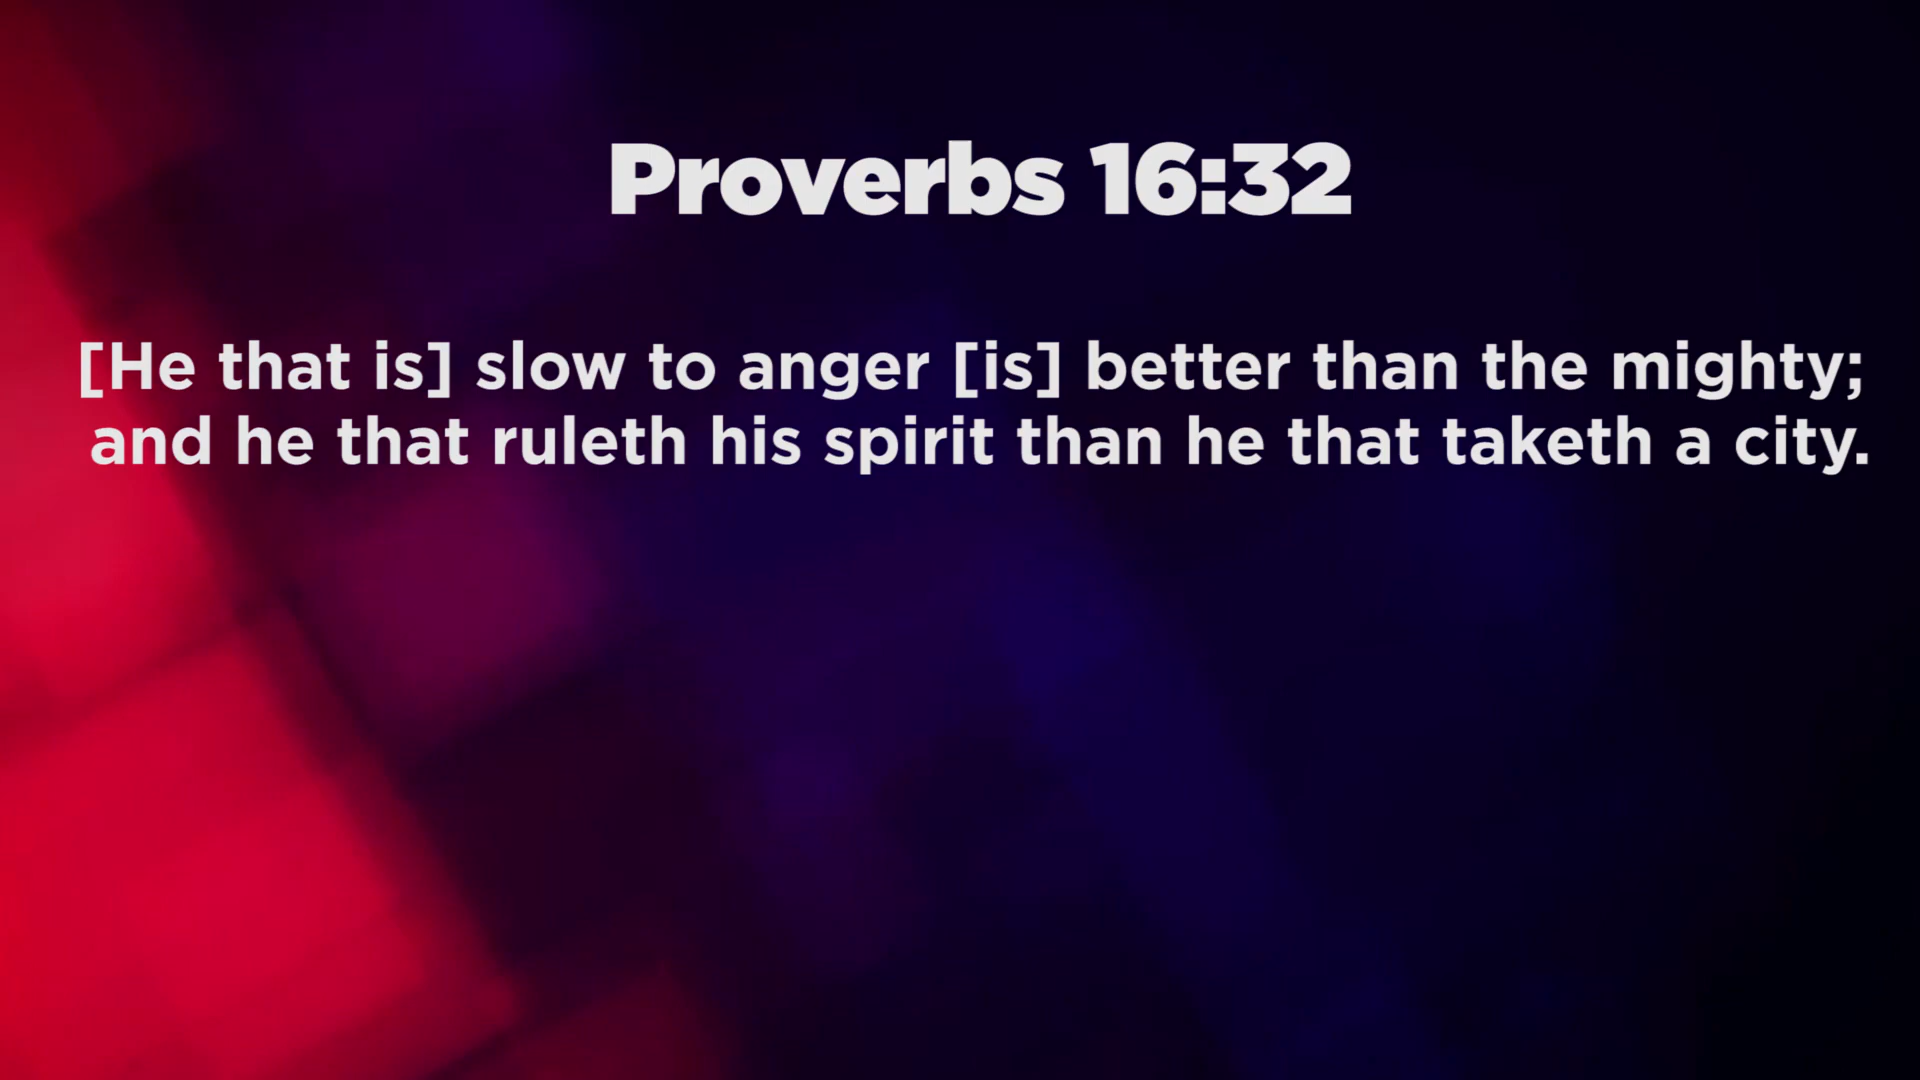 Proverbs 16:32
[He that is] slow to anger [is] better than the mighty;
and he that ruleth his spirit than he that taketh a city.